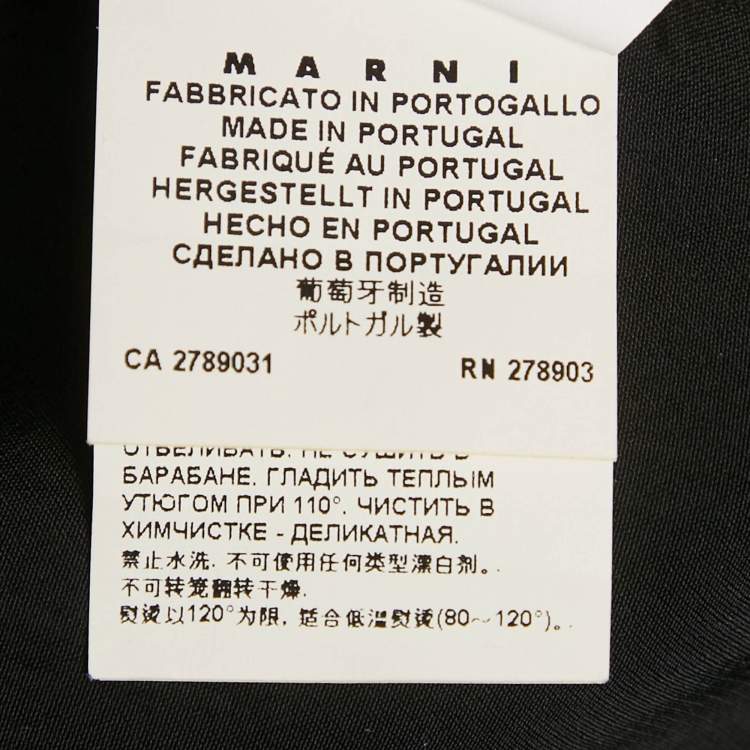 MARNI
FABBRICATO IN PORTOGALLO
MADE IN PORTUGAL
FABRIQUÉ AU PORTUGAL
HERGESTELLT IN PORTUGAL
HECHO EN PORTUGAL
СДЕЛАНО В ПОРТУГАЛИИ
葡萄牙制造
ポルトガル製
CA 2789031 RN 278903
ОТБЕЛИВАТЬ. НЕ СУШИТЬ В
БАРАБАНЕ. ГЛАДИТЬ ТЕПЛЫМ
УТЮГОМ ПРИ 110°. ЧИСТИТЬ В
ХИМЧИСТКЕ - ДЕЛИКАТНАЯ.
禁止水洗. 不可使用任何类型漂白剂。.
不可转笼翻转干燥.
熨烫以120°为限, 适合低温熨烫(80～120°)。.